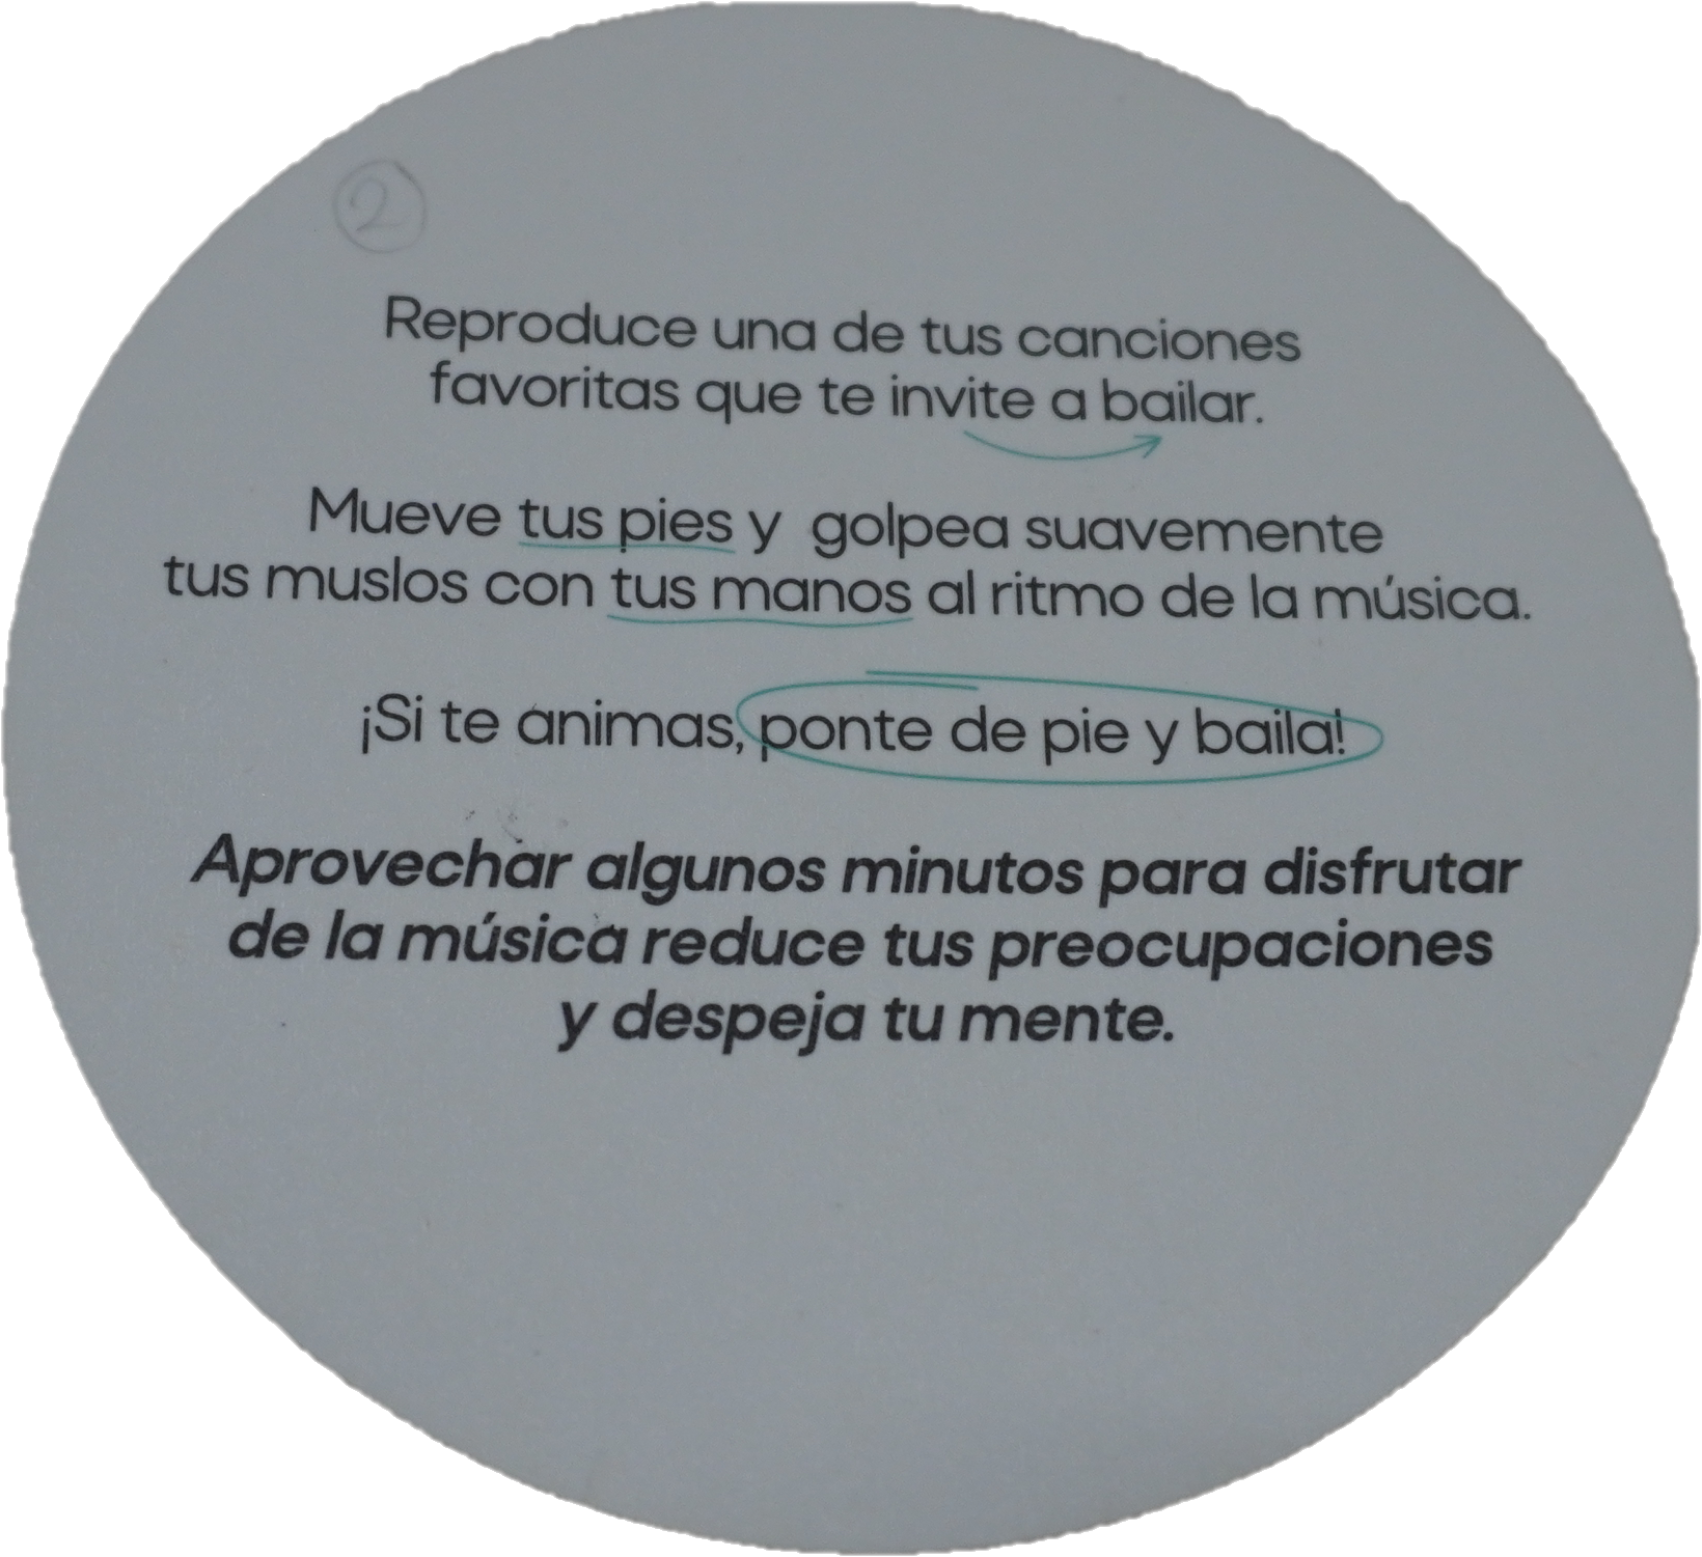 2
Reproduce una de tus canciones
favoritas que te invite a bailar.
Mueve tus pies y golpea suavemente
tus muslos con tus manos al ritmo de la música.
¡Si te animas, ponte de pie y baila!
Aprovechar algunos minutos para disfrutar
de la música reduce tus preocupaciones
y despeja tu mente.